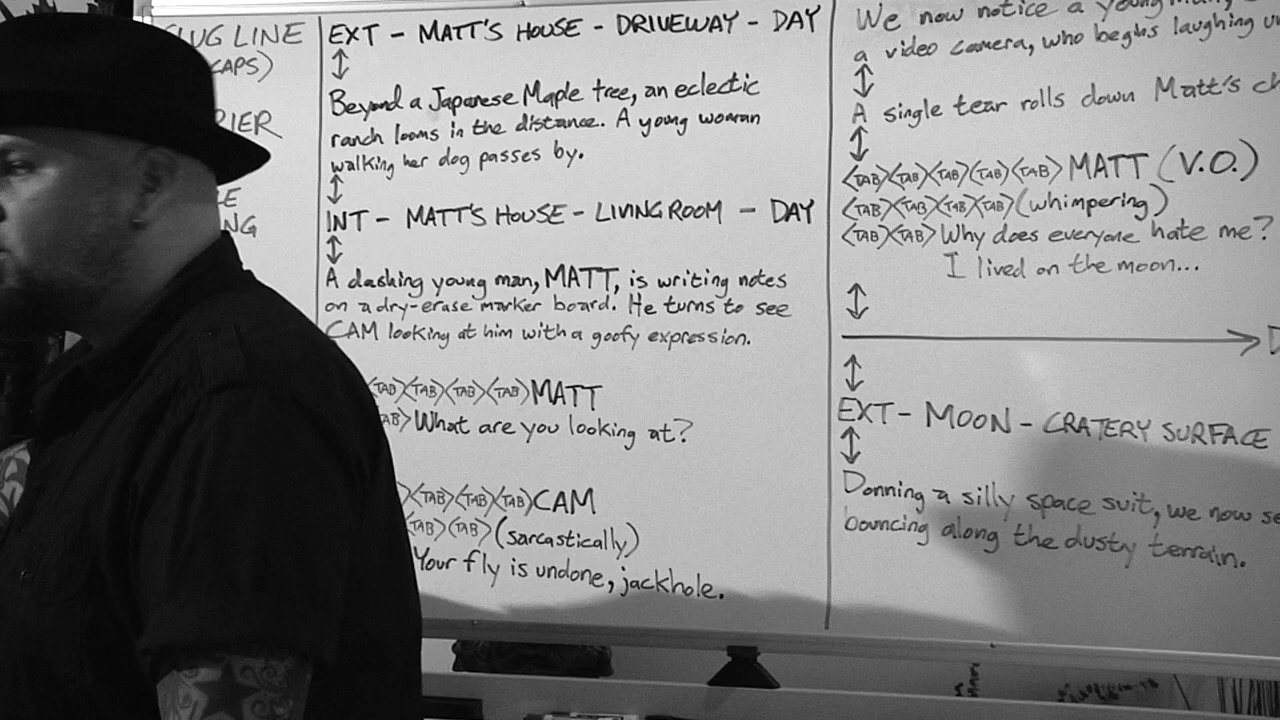 SLUG LINE
CAPS)
RIER
NG
EXT - MATT'S HOUSE - DRIVEWAY - DAY
Beyond a Japanese Maple tree, an eclectic
ranch looms in the distance. A young woman
walking her dog passes by.
INT - MATT'S HOUSE - LIVING ROOM - DAY
A dashing young man, MATT, is writing notes
on a dry-erase marker board. He turns to see
CAM looking at him with a goofy expression.
<TAB><TAB><TAB><TAB>MATT
AB>What are you looking at?
><TAB><TAB><TAB>CAM
<TAB><TAB>(sarcastically)
Your fly is undone, jackhole.
We now notice a young
a video camera, who begins laughing
A single tear rolls down Matt's
<TAB><TAB><TAB><TAB><TAB>MATT (V.O.)
<TAB><TAB><TAB><TAB>(whimpering)
<TAB><TAB>Why does everyone hate me?
I lived on the moon...
EXT - MOON - CRATERY SURFACE
Donning a silly space suit, we now
bouncing along the dusty terrain.